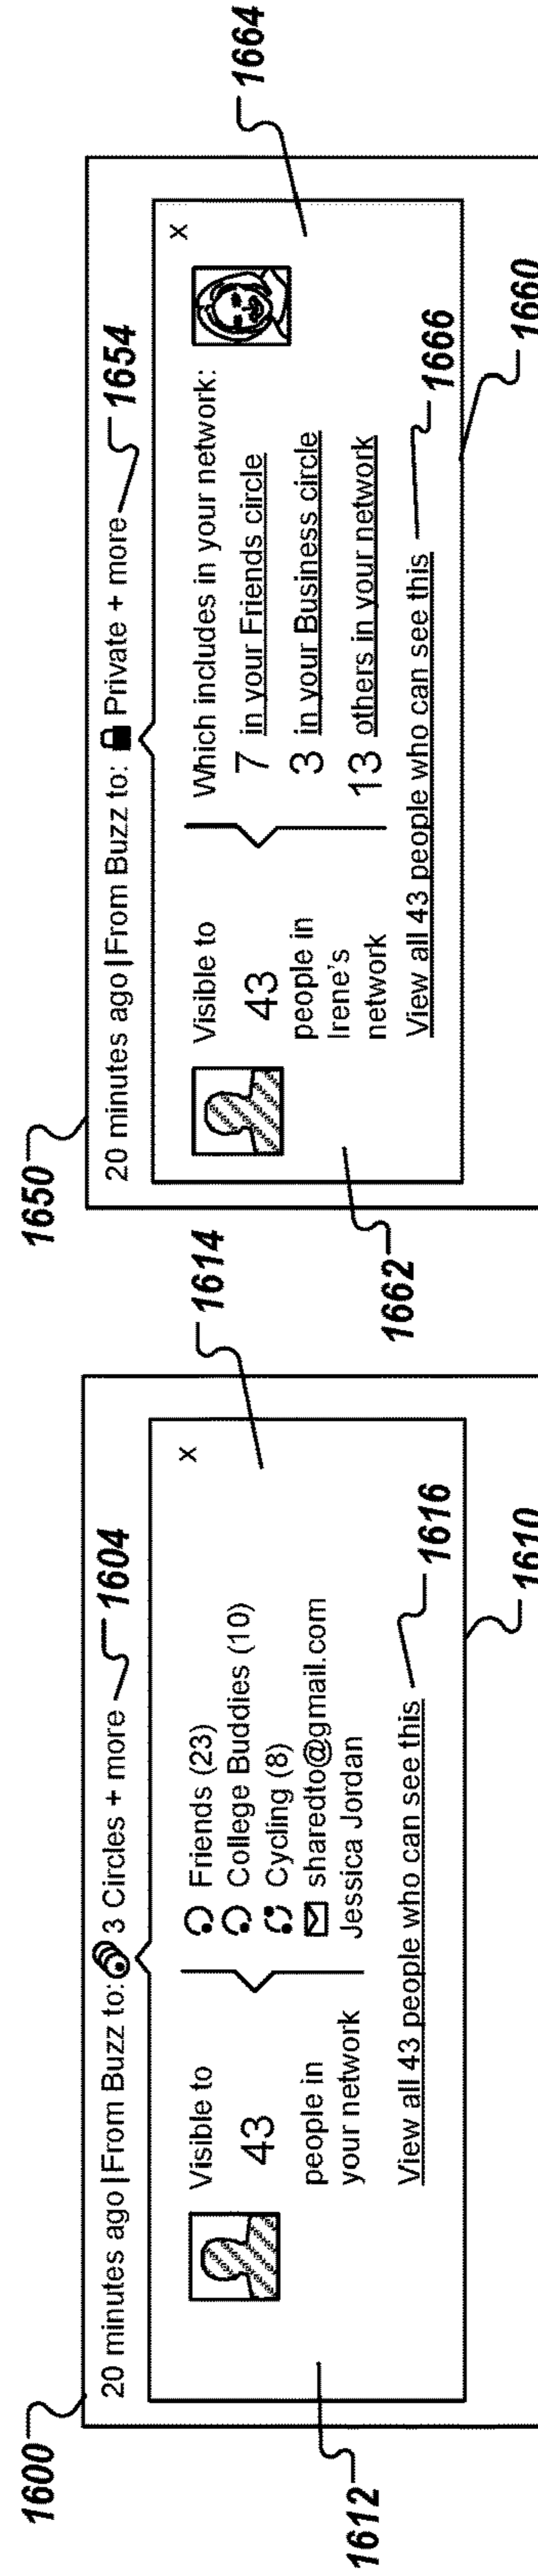 1600
20 minutes ago | From Buzz to: 3 Circles + more
1604
x
Visible to
43
people in
your network
Friends (23)
College Buddies (10)
Cycling (8)
sharedto@gmail.com
Jessica Jordan
View all 43 people who can see this
1612
1614
1616
1610
1650
20 minutes ago | From Buzz to: Private + more
1654
x
Visible to
43
people in
Irene's
network
Which includes in your network:
7 in your Friends circle
3 in your Business circle
13 others in your network
View all 43 people who can see this
1662
1664
1666
1660